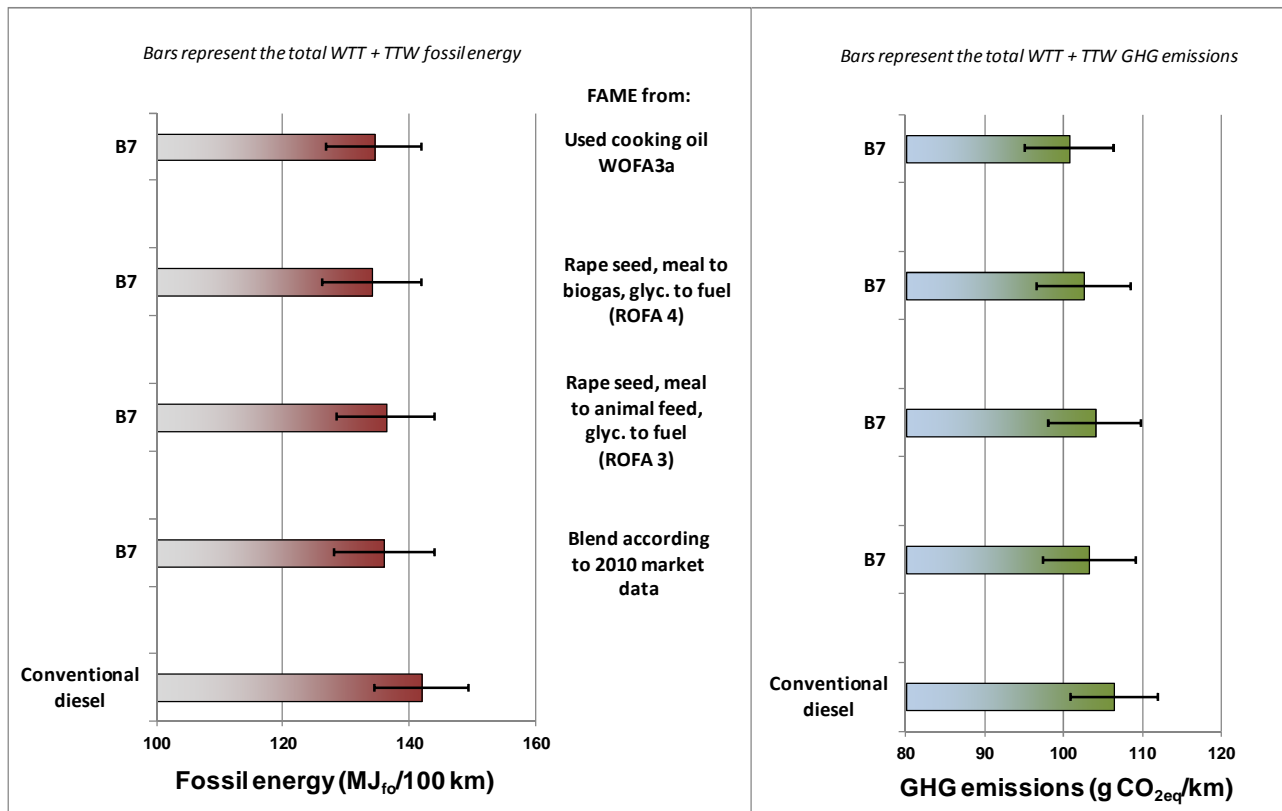 Bars represent the total WTT + TTW fossil energy
FAME from:
B7
Used cooking oil
WOFA3a
B7
Rape seed, meal to
biogas, glyc. to fuel
(ROFA 4)
B7
Rape seed, meal
to animal feed,
glyc. to fuel
(ROFA 3)
B7
Blend according
to 2010 market
data
Conventional
diesel
100 120 140 160
Fossil energy (MJfo/100 km)
Bars represent the total WTT + TTW GHG emissions
B7
B7
B7
B7
Conventional
diesel
80 90 100 110 120
GHG emissions (g CO2eq/km)